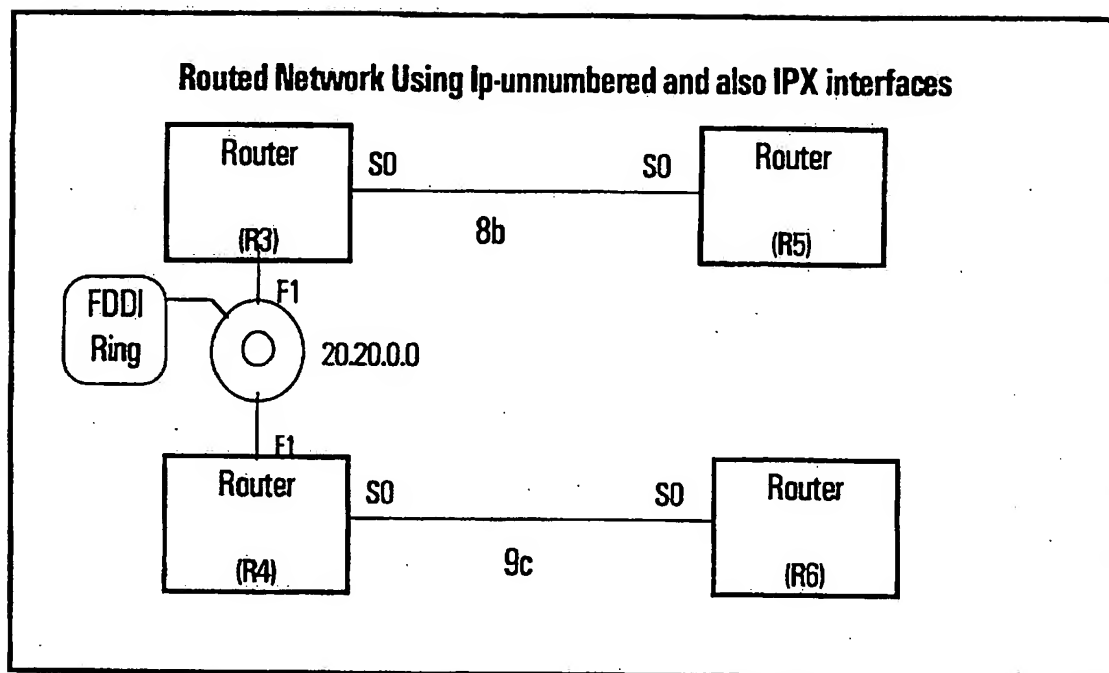 Routed Network Using Ip-unnumbered and also IPX interfaces
Router
S0
(R3)
8b
S0
Router
(R5)
F1
FDDI
Ring
20.20.0.0
F1
Router
S0
(R4)
9c
S0
Router
(R6)